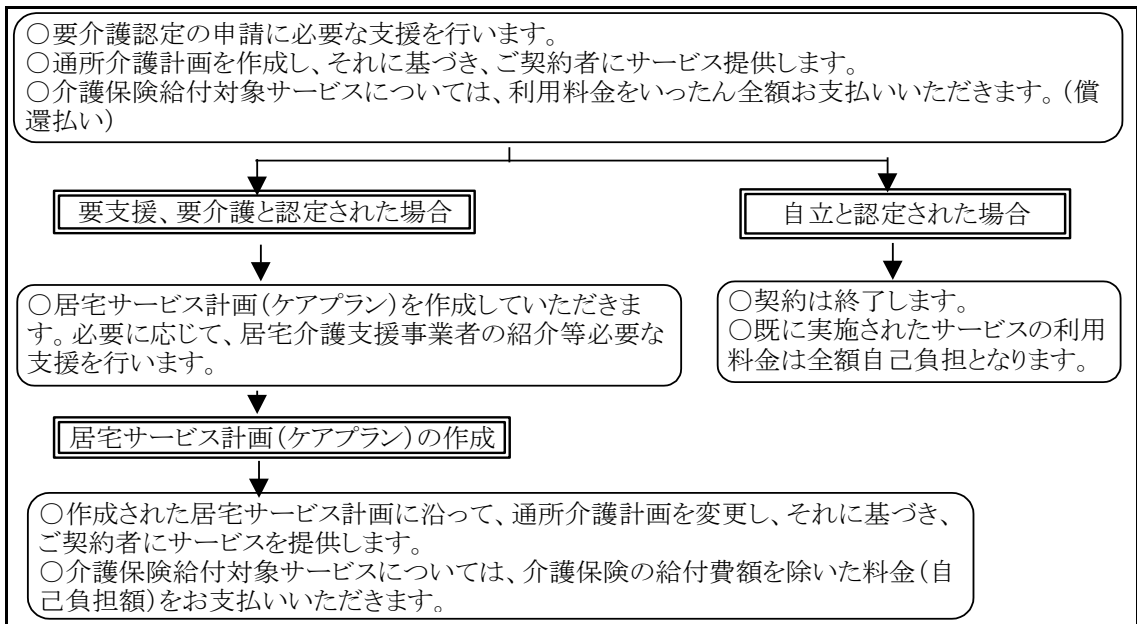 ○要介護認定の申請に必要な支援を行います。
○通所介護計画を作成し、それに基づき、ご契約者にサービス提供します。
○介護保険給付対象サービスについては、利用料金をいったん全額お支払いいただきます。(償
還払い)
要支援、要介護と認定された場合
自立と認定された場合
○居宅サービス計画(ケアプラン)を作成していただきま
す。必要に応じて、居宅介護支援事業者の紹介等必要な
支援を行います。
○契約は終了します。
○既に実施されたサービスの利用
料金は全額自己負担となります。
居宅サービス計画(ケアプラン)の作成
○作成された居宅サービス計画に沿って、通所介護計画を変更し、それに基づき、
ご契約者にサービスを提供します。
○介護保険給付対象サービスについては、介護保険の給付費額を除いた料金(自
己負担額)をお支払いいただきます。